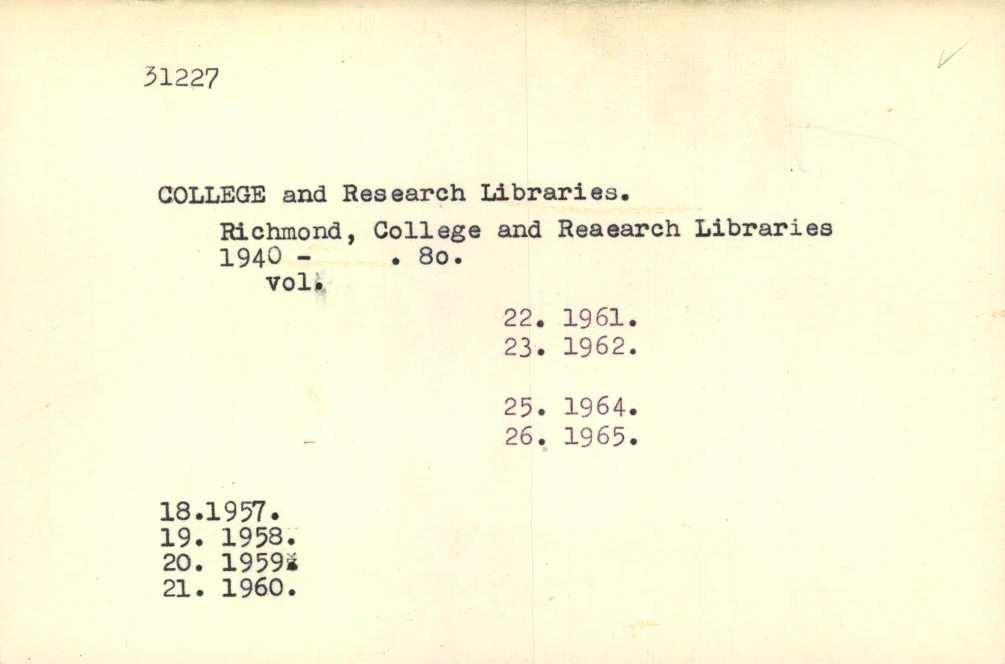 31227
COLLEGE and Research Libraries.
Richmond, College and Reaearch Libraries
1940 - . 8o.
vol.
22. 1961.
23. 1962.
25. 1964.
26. 1965.
18.1957.
19. 1958.
20. 1959.
21. 1960.